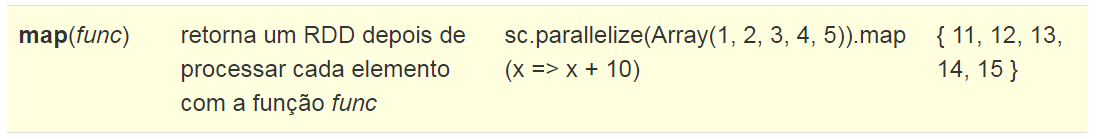 map(func) retorna um RDD depois de sc.parallelize(Array(1, 2, 3, 4, 5)).map { 11, 12, 13,
processar cada elemento (x => x + 10) 14, 15 }
com a função func